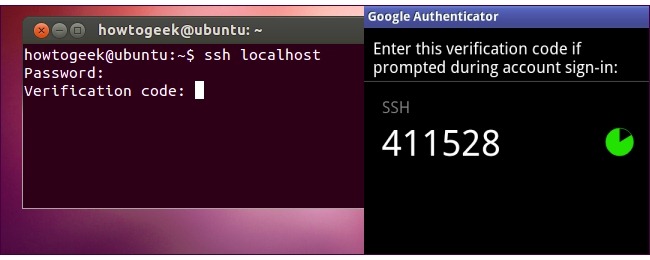 howtogeek@ubuntu: ~
howtogeek@ubuntu:~$ ssh localhost
Password:
Verification code:
Google Authenticator
Enter this verification code if
prompted during account sign-in:
SSH
411528